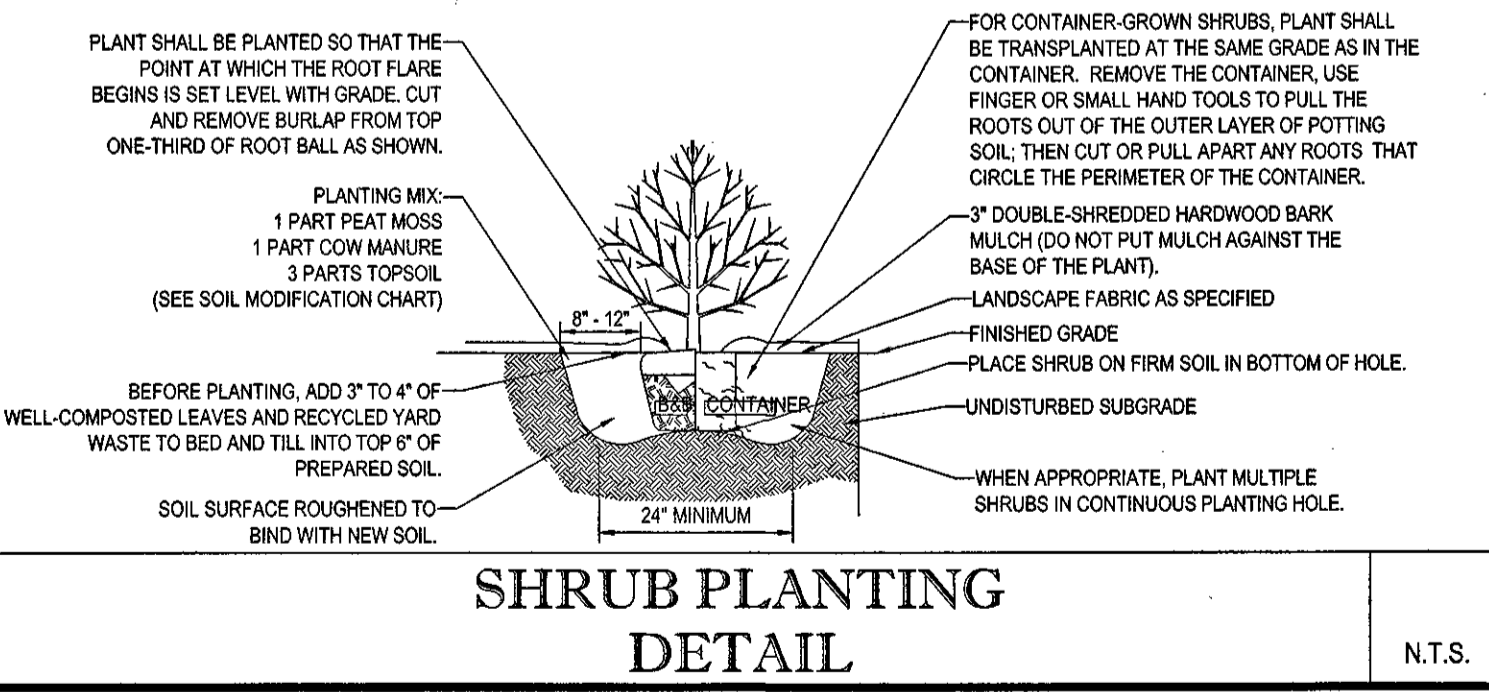 PLANT SHALL BE PLANTED SO THAT THE
POINT AT WHICH THE ROOT FLARE
BEGINS IS SET LEVEL WITH GRADE. CUT
AND REMOVE BURLAP FROM TOP
ONE-THIRD OF ROOT BALL AS SHOWN.
PLANTING MIX:
1 PART PEAT MOSS
1 PART COW MANURE
3 PARTS TOPSOIL
(SEE SOIL MODIFICATION CHART)
8" - 12"
BEFORE PLANTING, ADD 3" TO 4" OF
WELL-COMPOSTED LEAVES AND RECYCLED YARD
WASTE TO BED AND TILL INTO TOP 6" OF
PREPARED SOIL.
SOIL SURFACE ROUGHENED TO
BIND WITH NEW SOIL.
B&B CONTAINER
24" MINIMUM
FOR CONTAINER-GROWN SHRUBS, PLANT SHALL
BE TRANSPLANTED AT THE SAME GRADE AS IN THE
CONTAINER. REMOVE THE CONTAINER, USE
FINGER OR SMALL HAND TOOLS TO PULL THE
ROOTS OUT OF THE OUTER LAYER OF POTTING
SOIL; THEN CUT OR PULL APART ANY ROOTS THAT
CIRCLE THE PERIMETER OF THE CONTAINER.
3" DOUBLE-SHREDDED HARDWOOD BARK
MULCH (DO NOT PUT MULCH AGAINST THE
BASE OF THE PLANT).
LANDSCAPE FABRIC AS SPECIFIED
FINISHED GRADE
PLACE SHRUB ON FIRM SOIL IN BOTTOM OF HOLE.
UNDISTURBED SUBGRADE
WHEN APPROPRIATE, PLANT MULTIPLE
SHRUBS IN CONTINUOUS PLANTING HOLE.
SHRUB PLANTING
DETAIL
N.T.S.